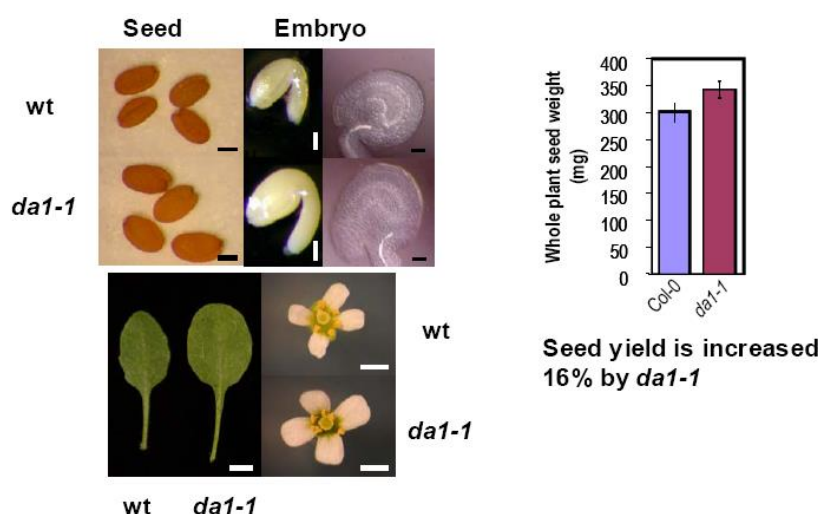 Seed Embryo
wt
da1-1
wt
da1-1
wt da1-1
Whole plant seed weight
(mg)
400
350
300
250
200
150
100
50
0
Col-0
da1-1
Seed yield is increased
16% by da1-1